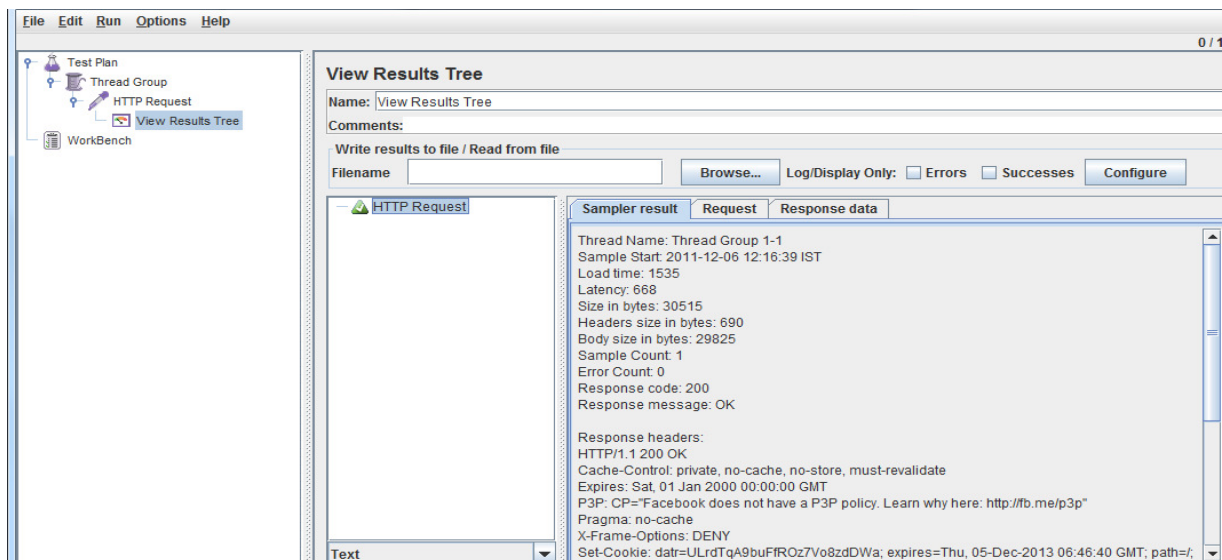 File Edit Run Options Help
0 / 1
Test Plan
Thread Group
HTTP Request
View Results Tree
WorkBench
View Results Tree
Name: View Results Tree
Comments:
Write results to file / Read from file
Filename Browse... Log/Display Only: Errors Successes Configure
HTTP Request
Text
Sampler result Request Response data
Thread Name: Thread Group 1-1
Sample Start: 2011-12-06 12:16:39 IST
Load time: 1535
Latency: 668
Size in bytes: 30515
Headers size in bytes: 690
Body size in bytes: 29825
Sample Count: 1
Error Count: 0
Response code: 200
Response message: OK
Response headers:
HTTP/1.1 200 OK
Cache-Control: private, no-cache, no-store, must-revalidate
Expires: Sat, 01 Jan 2000 00:00:00 GMT
P3P: CP="Facebook does not have a P3P policy. Learn why here: http://fb.me/p3p"
Pragma: no-cache
X-Frame-Options: DENY
Set-Cookie: datr=ULrdTqA9buFfROz7Vo8zdDWa; expires=Thu, 05-Dec-2013 06:46:40 GMT; path=/;